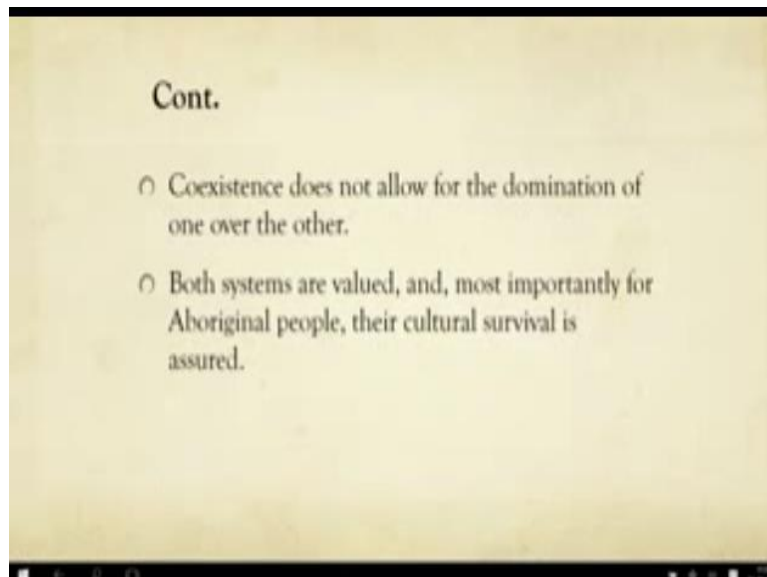 Cont.
Coexistence does not allow for the domination of
one over the other.
Both systems are valued, and, most importantly for
Aboriginal people, their cultural survival is
assured.